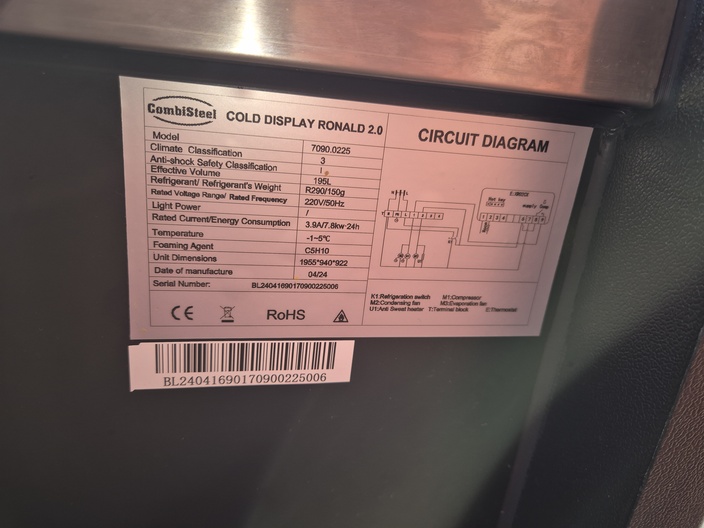 CombiSteel COLD DISPLAY RONALD 2.0
Model 7090.0225
Climate Classification 3
Anti-shock Safety Classification I
Effective Volume 195L
Refrigerant/ Refrigerant's Weight R290/150g
Rated Voltage Range/ Rated Frequency 220V/50Hz
Light Power /
Rated Current/Energy Consumption 3.9A/7.8kw·24h
Temperature -1~5℃
Foaming Agent C5H10
Unit Dimensions 1955*940*922
Date of manufacture 04/24
Serial Number: BL24041690170900225006
CE RoHS
CIRCUIT DIAGRAM
K1:Refrigeration switch M1:Compressor
M2:Condensing fan M3:Evaporation fan
U1:Anti Sweat heater T:Terminal block E:Thermostat
BL24041690170900225006